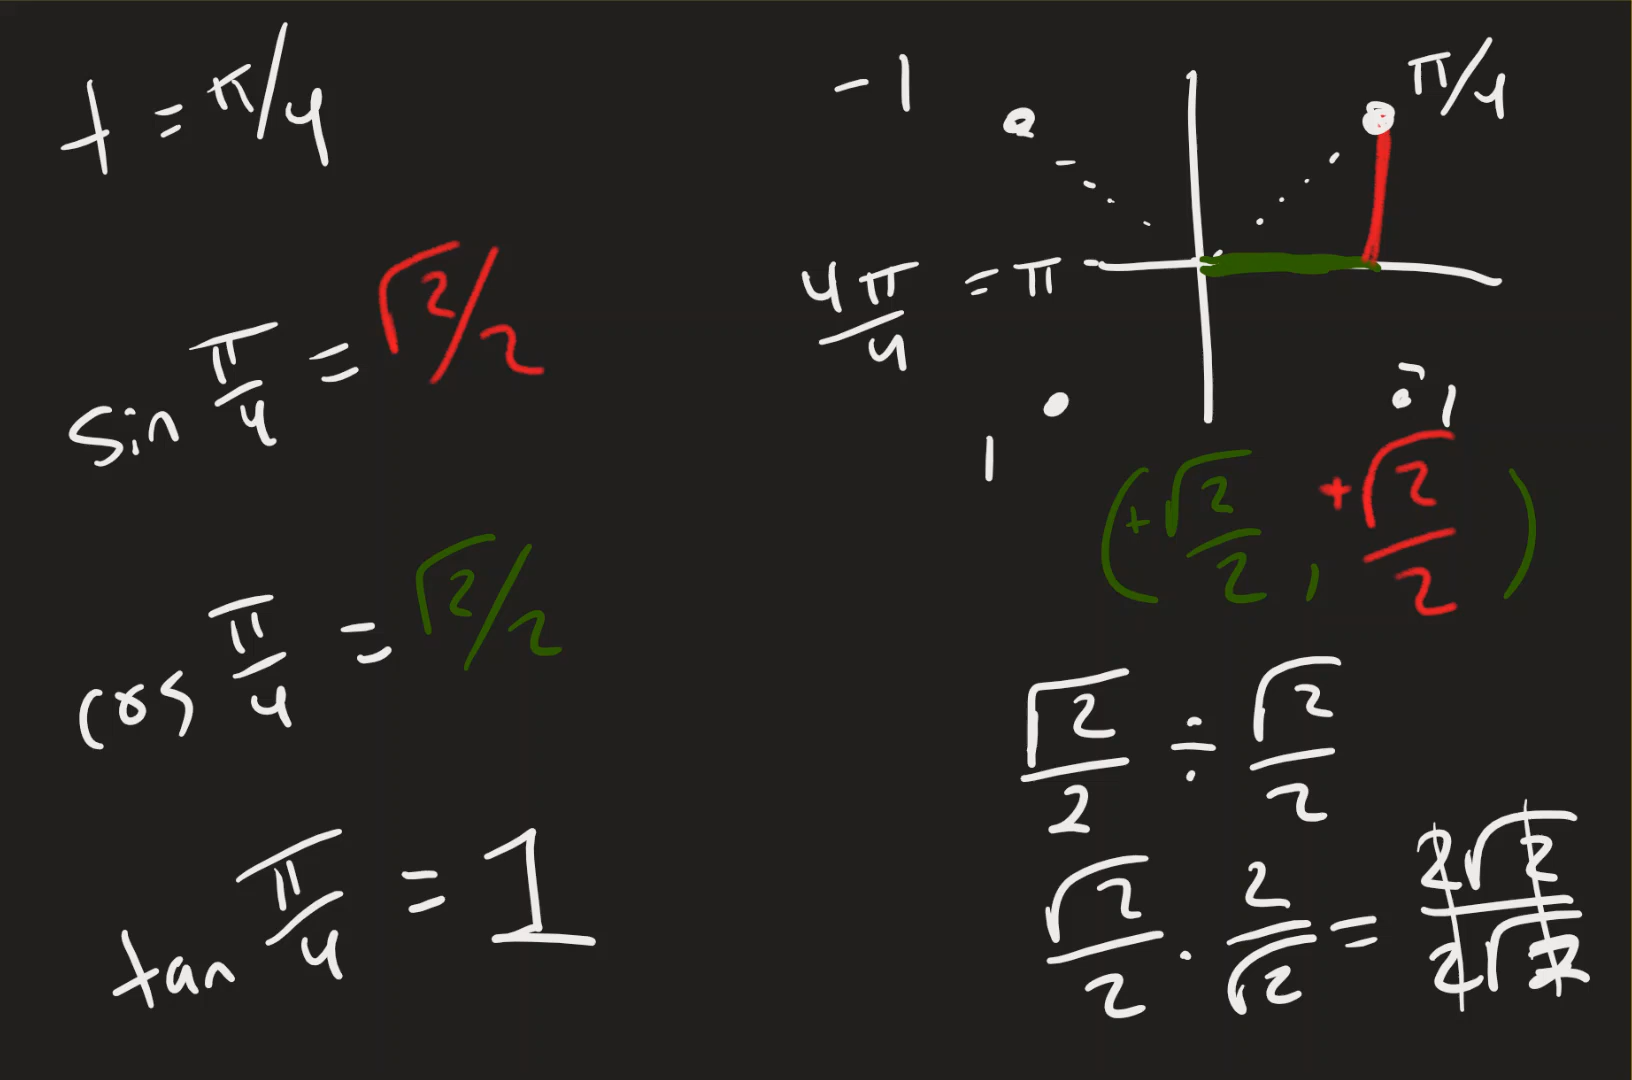 t = π/4
sin π/4 = √2/2
cos π/4 = √2/2
tan π/4 = 1
-1
π/4
4π/4 = π
1
-1
(+√2/2, +√2/2)
√2/2 ÷ √2/2
√2/2 · 2/√2 = 2√2/2√2